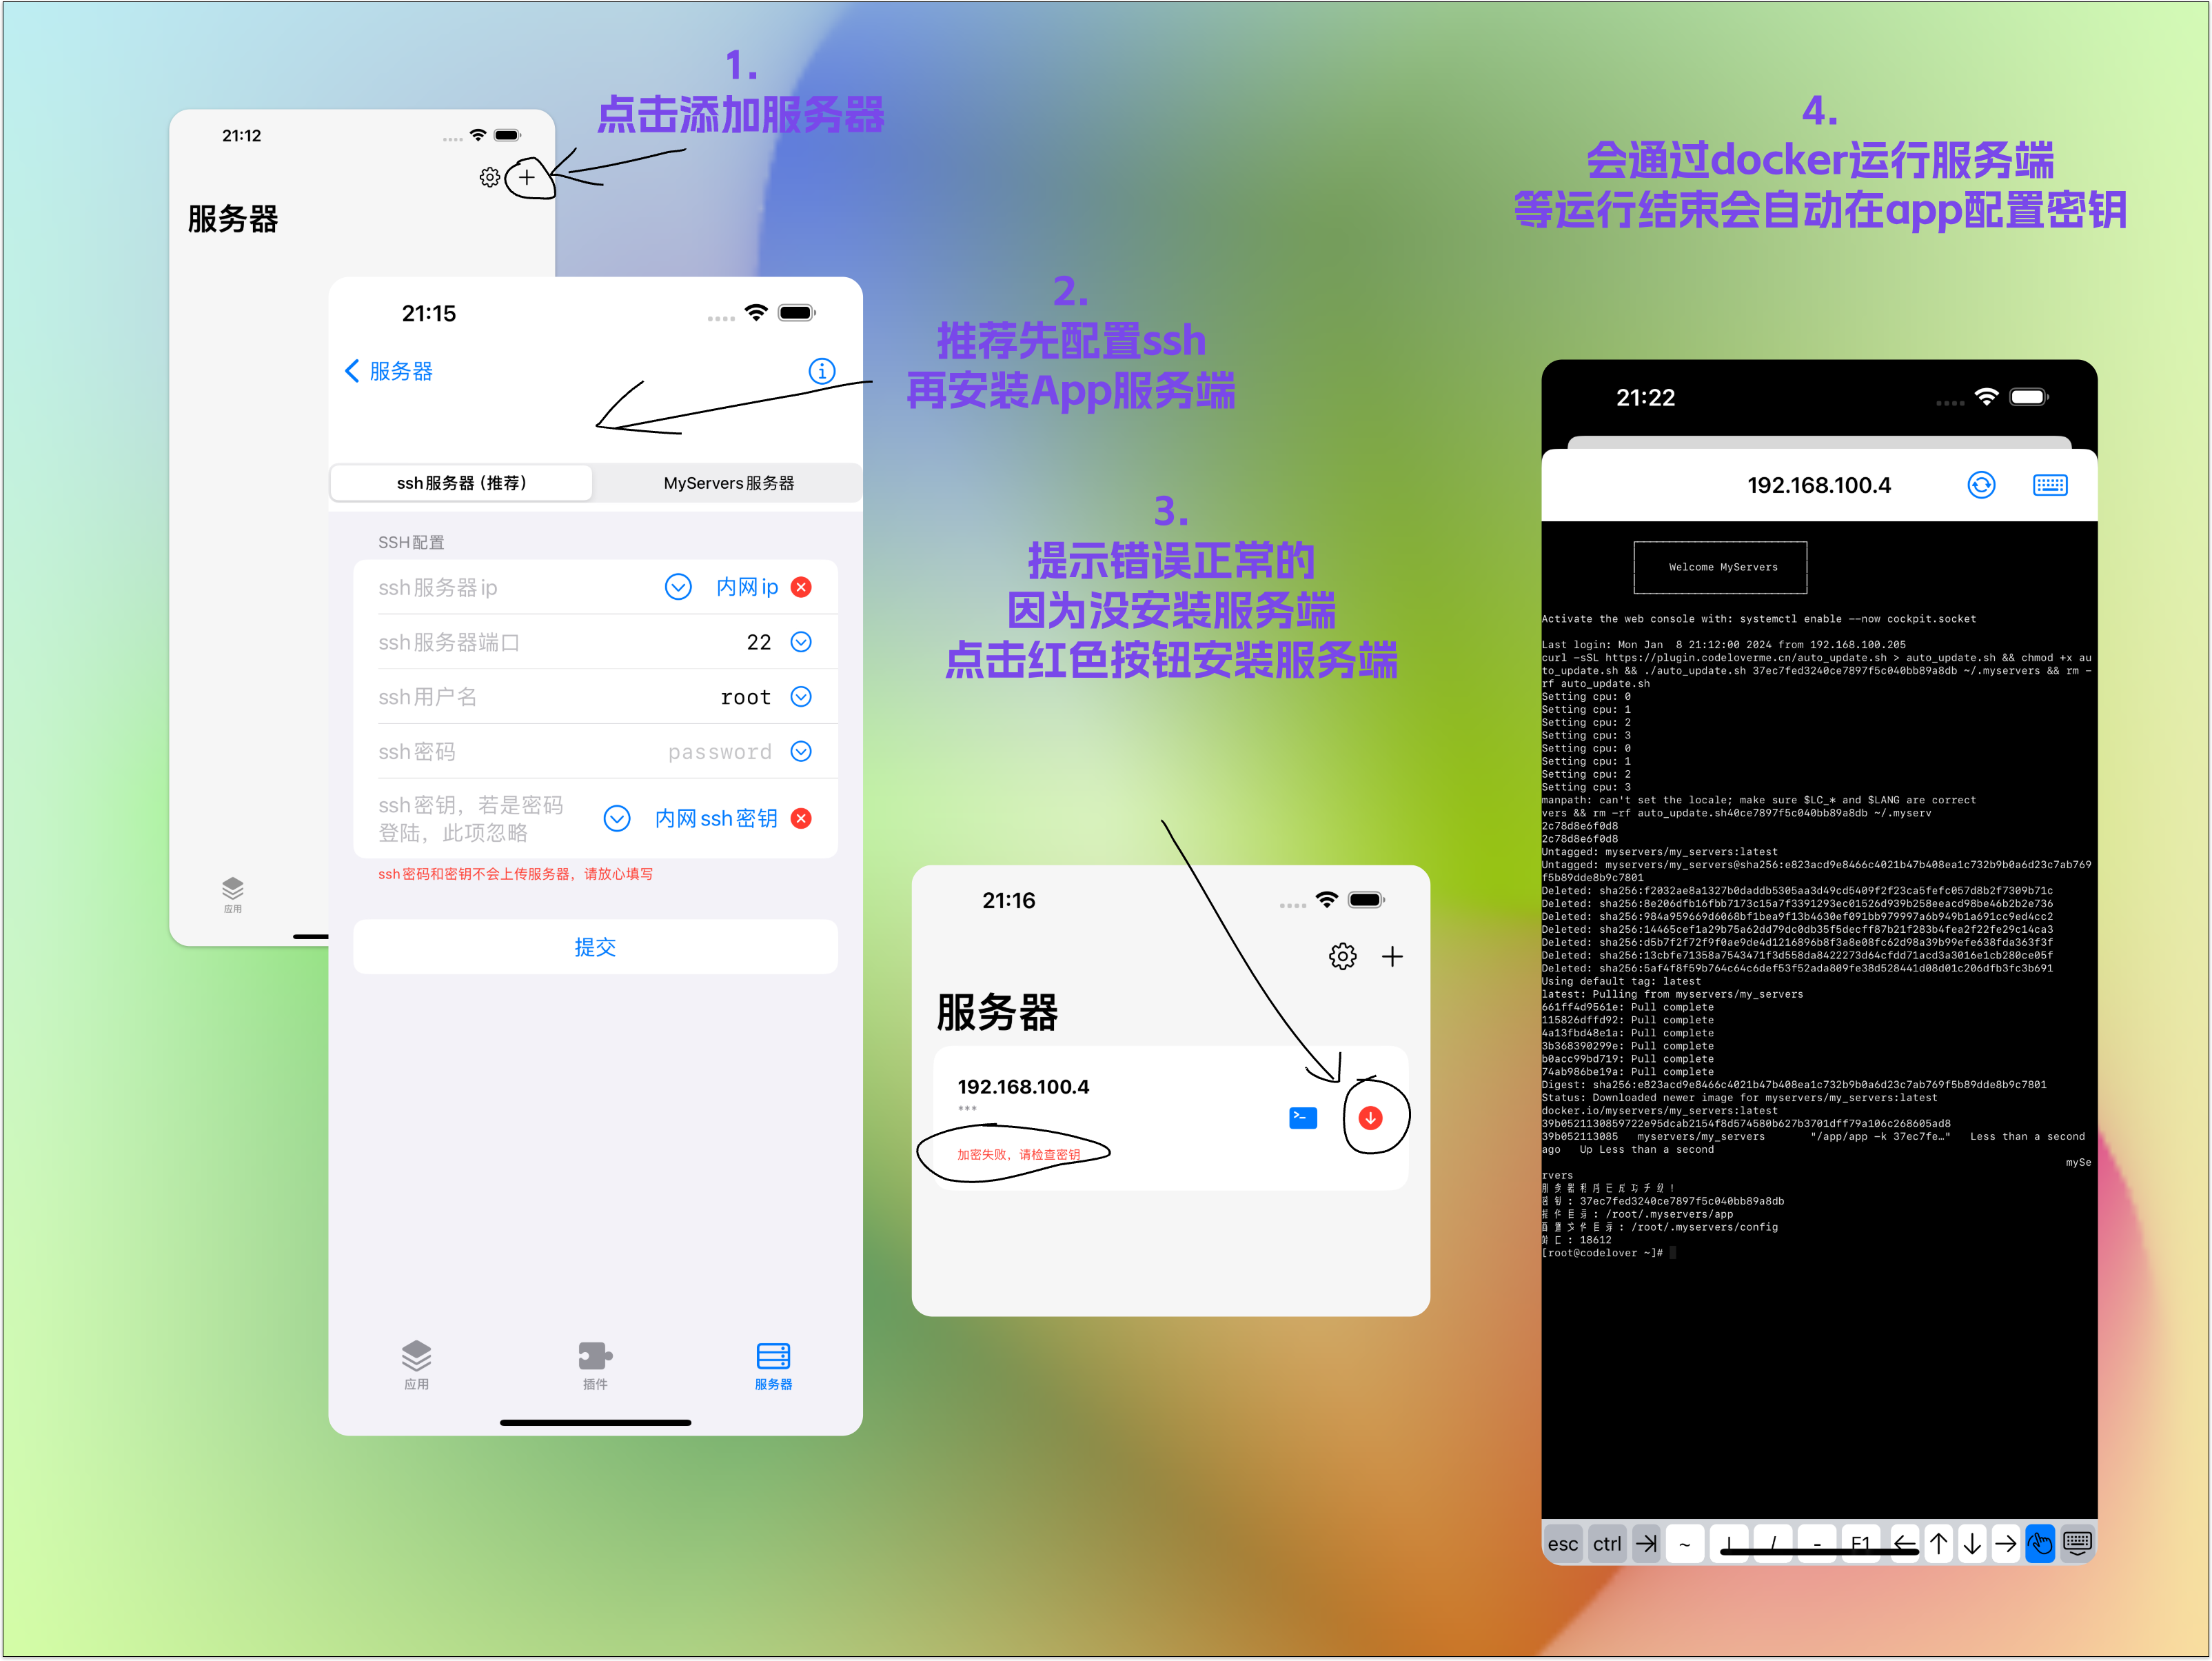 1.
点击添加服务器
21:12
服务器
应用
2.
推荐先配置ssh
再安装App服务端
21:15
服务器
ssh服务器（推荐）
MyServers服务器
SSH配置
ssh服务器ip
内网ip
ssh服务器端口
22
ssh用户名
root
ssh密码
password
ssh密钥，若是密码
登陆，此项忽略
内网ssh密钥
ssh密码和密钥不会上传服务器，请放心填写
提交
应用
插件
服务器
3.
提示错误正常的
因为没安装服务端
点击红色按钮安装服务端
21:16
服务器
192.168.100.4
***
加密失败，请检查密钥
4.
会通过docker运行服务端
等运行结束会自动在app配置密钥
21:22
192.168.100.4
Welcome MyServers
Activate the web console with: systemctl enable --now cockpit.socket
Last login: Mon Jan  8 21:12:00 2024 from 192.168.100.205
curl -sSL https://plugin.codeloverme.cn/auto_update.sh > auto_update.sh && chmod +x au
to_update.sh && ./auto_update.sh 37ec7fed3240ce7897f5c040bb89a8db ~/.myservers && rm -
rf auto_update.sh
Setting cpu: 0
Setting cpu: 1
Setting cpu: 2
Setting cpu: 3
Setting cpu: 0
Setting cpu: 1
Setting cpu: 2
Setting cpu: 3
manpath: can't set the locale; make sure $LC_* and $LANG are correct
vers && rm -rf auto_update.sh40ce7897f5c040bb89a8db ~/.myserv
2c78d8e6f0d8
2c78d8e6f0d8
Untagged: myservers/my_servers:latest
Untagged: myservers/my_servers@sha256:e823acd9e8466c4021b47b408ea1c732b9b0a6d23c7ab769
f5b89dde8b9c7801
Deleted: sha256:f2032ae8a1327b0daddb5305aa3d49cd5409f2f23ca5fefc057d8b2f7309b71c
Deleted: sha256:8e206dfb16fbb7173c15a7f3391293ec01526d939b258eeacd98be46b2b2e736
Deleted: sha256:984a959669d6068bf1bea9f13b4630ef091bb979997a6b949b1a691cc9ed4cc2
Deleted: sha256:14465cef1a29b75a62dd79dc0db35f5decff87b21f283b4fea2f22fe29c14ca3
Deleted: sha256:d5b7f2f72f9f0ae9de4d1216896b8f3a8e08fc62d98a39b99efe638fda363f3f
Deleted: sha256:13cbfe71358a7543471f3d558da8422273d64cfdd71acd3a3016e1cb280ce05f
Deleted: sha256:5af4f8f59b764c64c6def53f52ada809fe38d528441d08d01c206dfb3fc3b691
Using default tag: latest
latest: Pulling from myservers/my_servers
661ff4d9561e: Pull complete
115826dffd92: Pull complete
4a13fbd48e1a: Pull complete
3b368390299e: Pull complete
b0acc99bd719: Pull complete
74ab986be19a: Pull complete
Digest: sha256:e823acd9e8466c4021b47b408ea1c732b9b0a6d23c7ab769f5b89dde8b9c7801
Status: Downloaded newer image for myservers/my_servers:latest
docker.io/myservers/my_servers:latest
39b0521130859722e95dcab2154f8d574580b627b3701dff79a106c268605ad8
39b052113085   myservers/my_servers       "/app/app -k 37ec7fe…"   Less than a second
ago   Up Less than a second
mySe
rvers
: 37ec7fed3240ce7897f5c040bb89a8db
: /root/.myservers/app
: /root/.myservers/config
: 18612
[root@codelover ~]#
esc ctrl ~ | / - F1